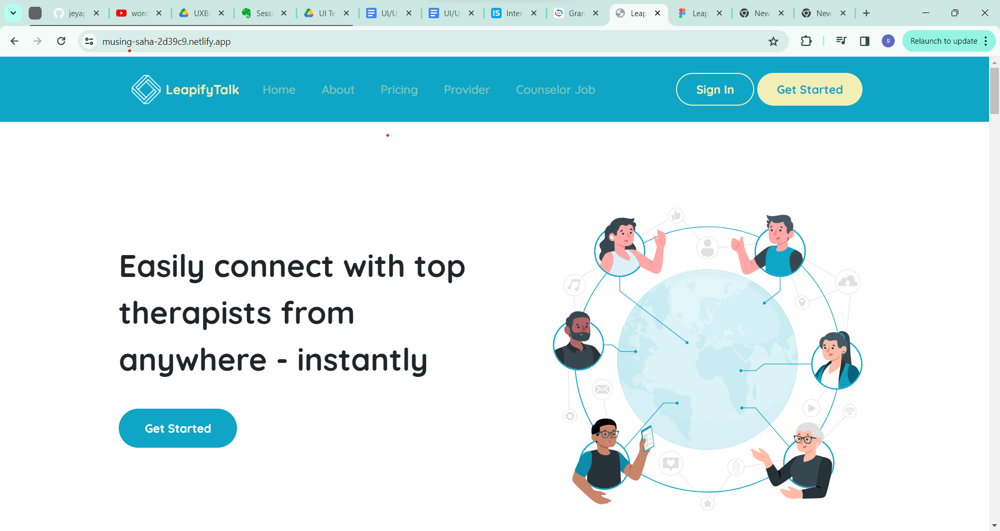 jeyap
word
UXBo
Sessi
UI Te
UI/U
UI/U
Inter
Gran
Leap
Leap
New
New
musing-saha-2d39c9.netlify.app
S
Relaunch to update
LeapifyTalk
Home
About
Pricing
Provider
Counselor Job
Sign In
Get Started
Easily connect with top
therapists from
anywhere - instantly
Get Started